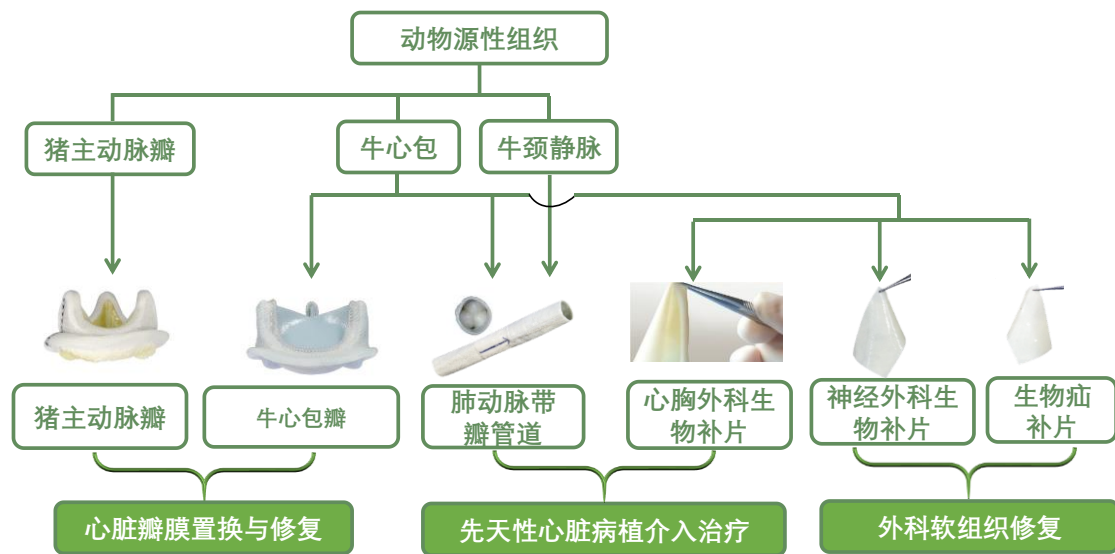 动物源性组织
猪主动脉瓣
牛心包
牛颈静脉
猪主动脉瓣
牛心包瓣
肺动脉带
瓣管道
心胸外科生
物补片
神经外科生
物补片
生物疝
补片
心脏瓣膜置换与修复
先天性心脏病植介入治疗
外科软组织修复